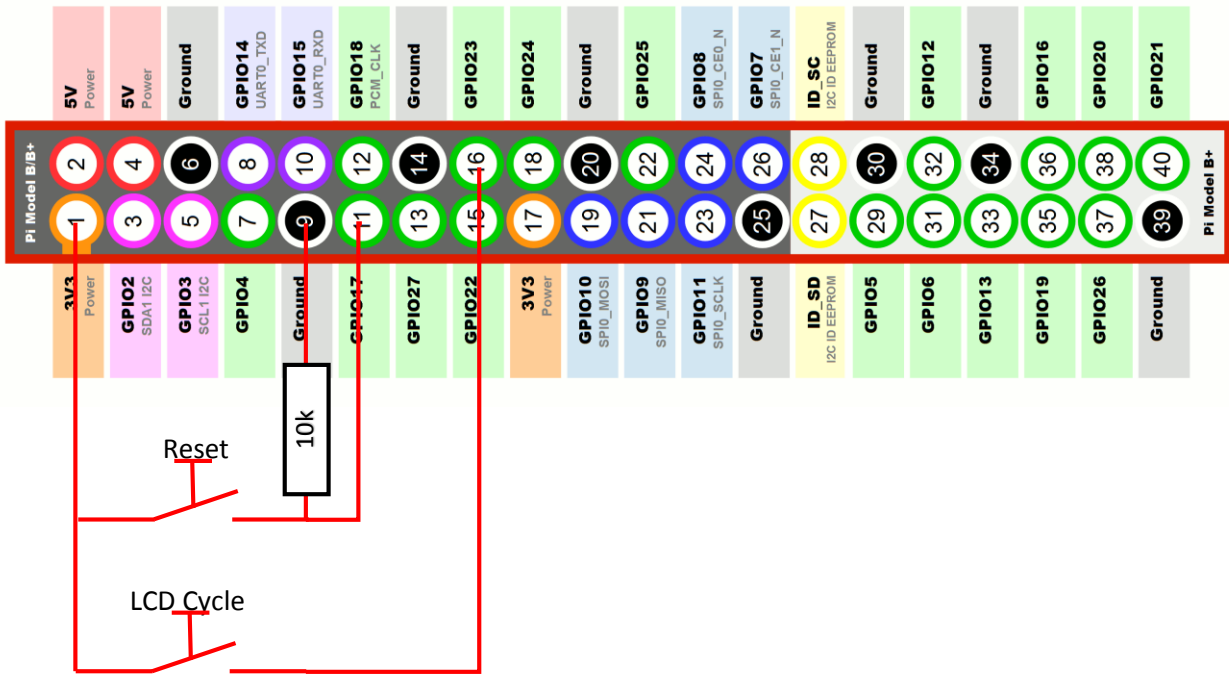 5V
Power
5V
Power
Ground
GPIO14
UART0_TXD
GPIO15
UART0_RXD
GPIO18
PCM_CLK
Ground
GPIO23
GPIO24
Ground
GPIO25
GPIO8
SPI0_CE0_N
GPIO7
SPI0_CE1_N
ID_SC
I2C ID EEPROM
Ground
GPIO12
Ground
GPIO16
GPIO20
GPIO21
Pi Model B/B+
2 4 6 8 10 12 14 16 18 20 22 24 26 28 30 32 34 36 38 40
1 3 5 7 9 11 13 15 17 19 21 23 25 27 29 31 33 35 37 39
Pi Model B+
3V3
Power
GPIO2
SDA1 I2C
GPIO3
SCL1 I2C
GPIO4
Ground
GPIO17
GPIO27
GPIO22
3V3
Power
GPIO10
SPI0_MOSI
GPIO9
SPI0_MISO
GPIO11
SPI0_SCLK
Ground
ID_SD
I2C ID EEPROM
GPIO5
GPIO6
GPIO13
GPIO19
GPIO26
Ground
10k
Reset
LCD Cycle